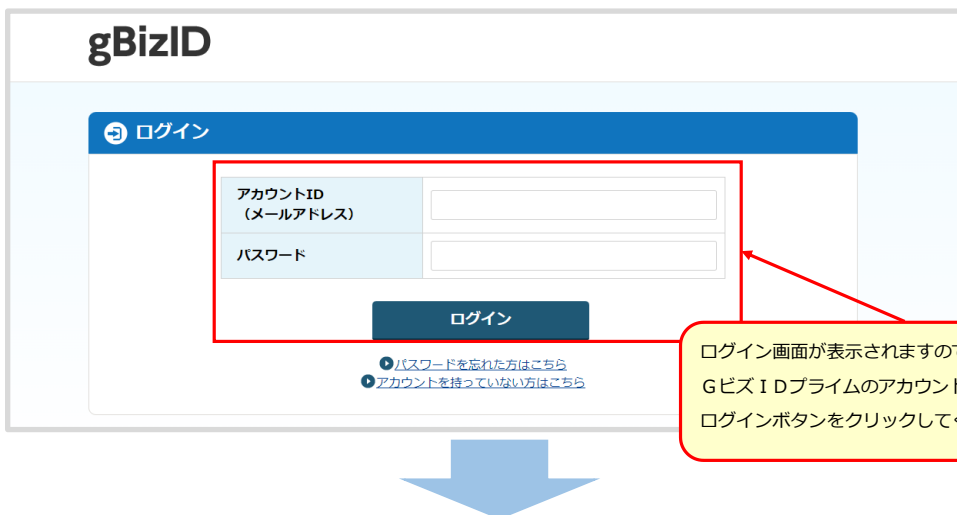 gBizID
ログイン
アカウントID
（メールアドレス）
パスワード
ログイン
パスワードを忘れた方はこちら
アカウントを持っていない方はこちら
ログイン画面が表示されますので
ＧビズＩＤプライムのアカウント
ログインボタンをクリックして